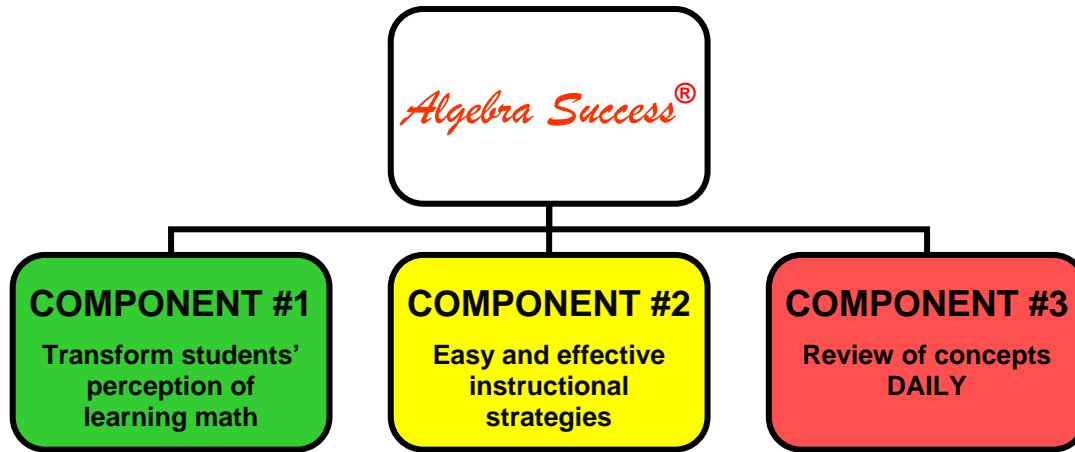 Algebra Success®
COMPONENT #1
Transform students’
perception of
learning math
COMPONENT #2
Easy and effective
instructional
strategies
COMPONENT #3
Review of concepts
DAILY